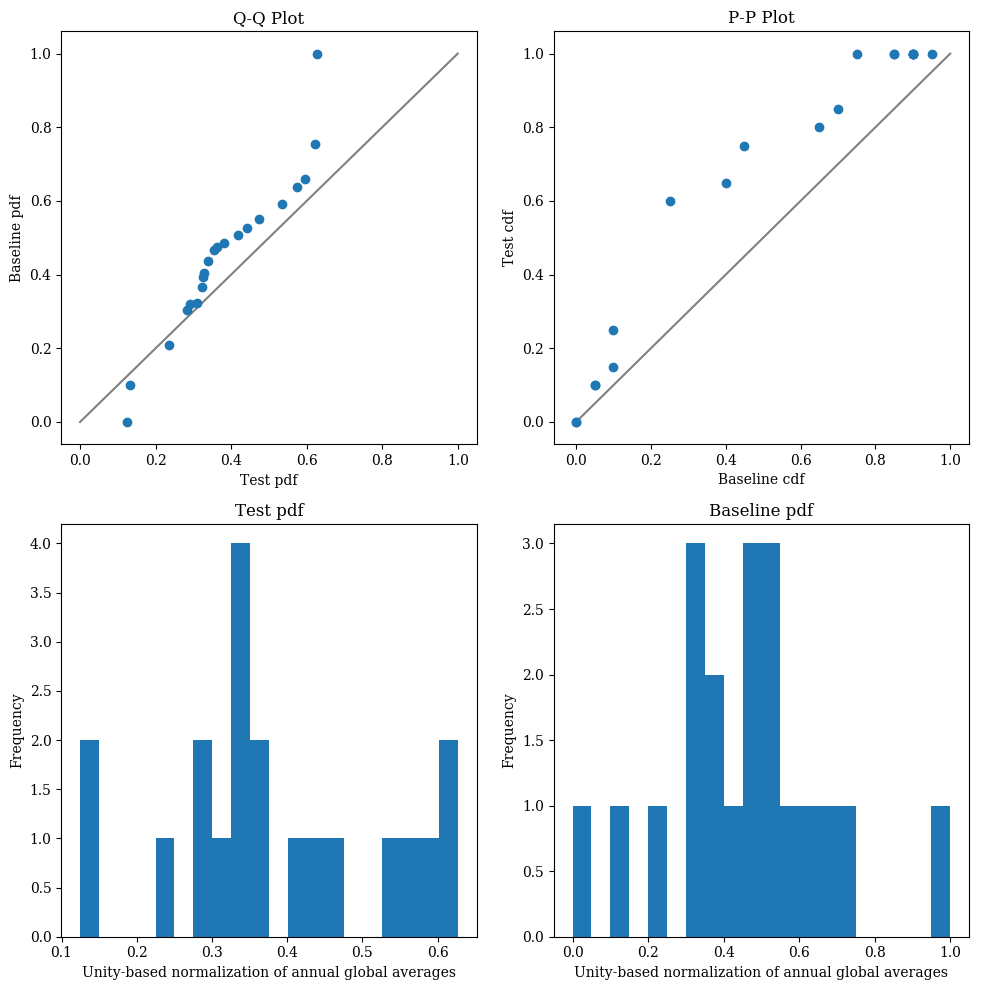 Q-Q Plot
1.0
0.8
0.6
0.4
0.2
0.0
Baseline pdf
0.0 0.2 0.4 0.6 0.8 1.0
Test pdf
P-P Plot
1.0
0.8
0.6
0.4
0.2
0.0
Test cdf
0.0 0.2 0.4 0.6 0.8 1.0
Baseline cdf
Test pdf
4.0
3.5
3.0
2.5
2.0
1.5
1.0
0.5
0.0
Frequency
0.1 0.2 0.3 0.4 0.5 0.6
Unity-based normalization of annual global averages
Baseline pdf
3.0
2.5
2.0
1.5
1.0
0.5
0.0
Frequency
0.0 0.2 0.4 0.6 0.8 1.0
Unity-based normalization of annual global averages